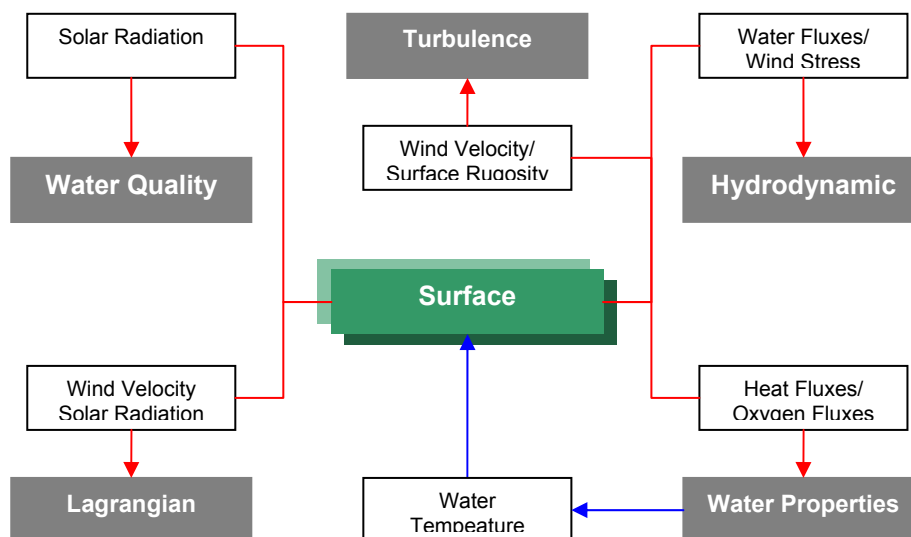 Solar Radiation
Turbulence
Water Fluxes/
Wind Stress
Water Quality
Wind Velocity/
Surface Rugosity
Hydrodynamic
Surface
Wind Velocity
Solar Radiation
Heat Fluxes/
Oxygen Fluxes
Lagrangian
Water
Tempeature
Water Properties